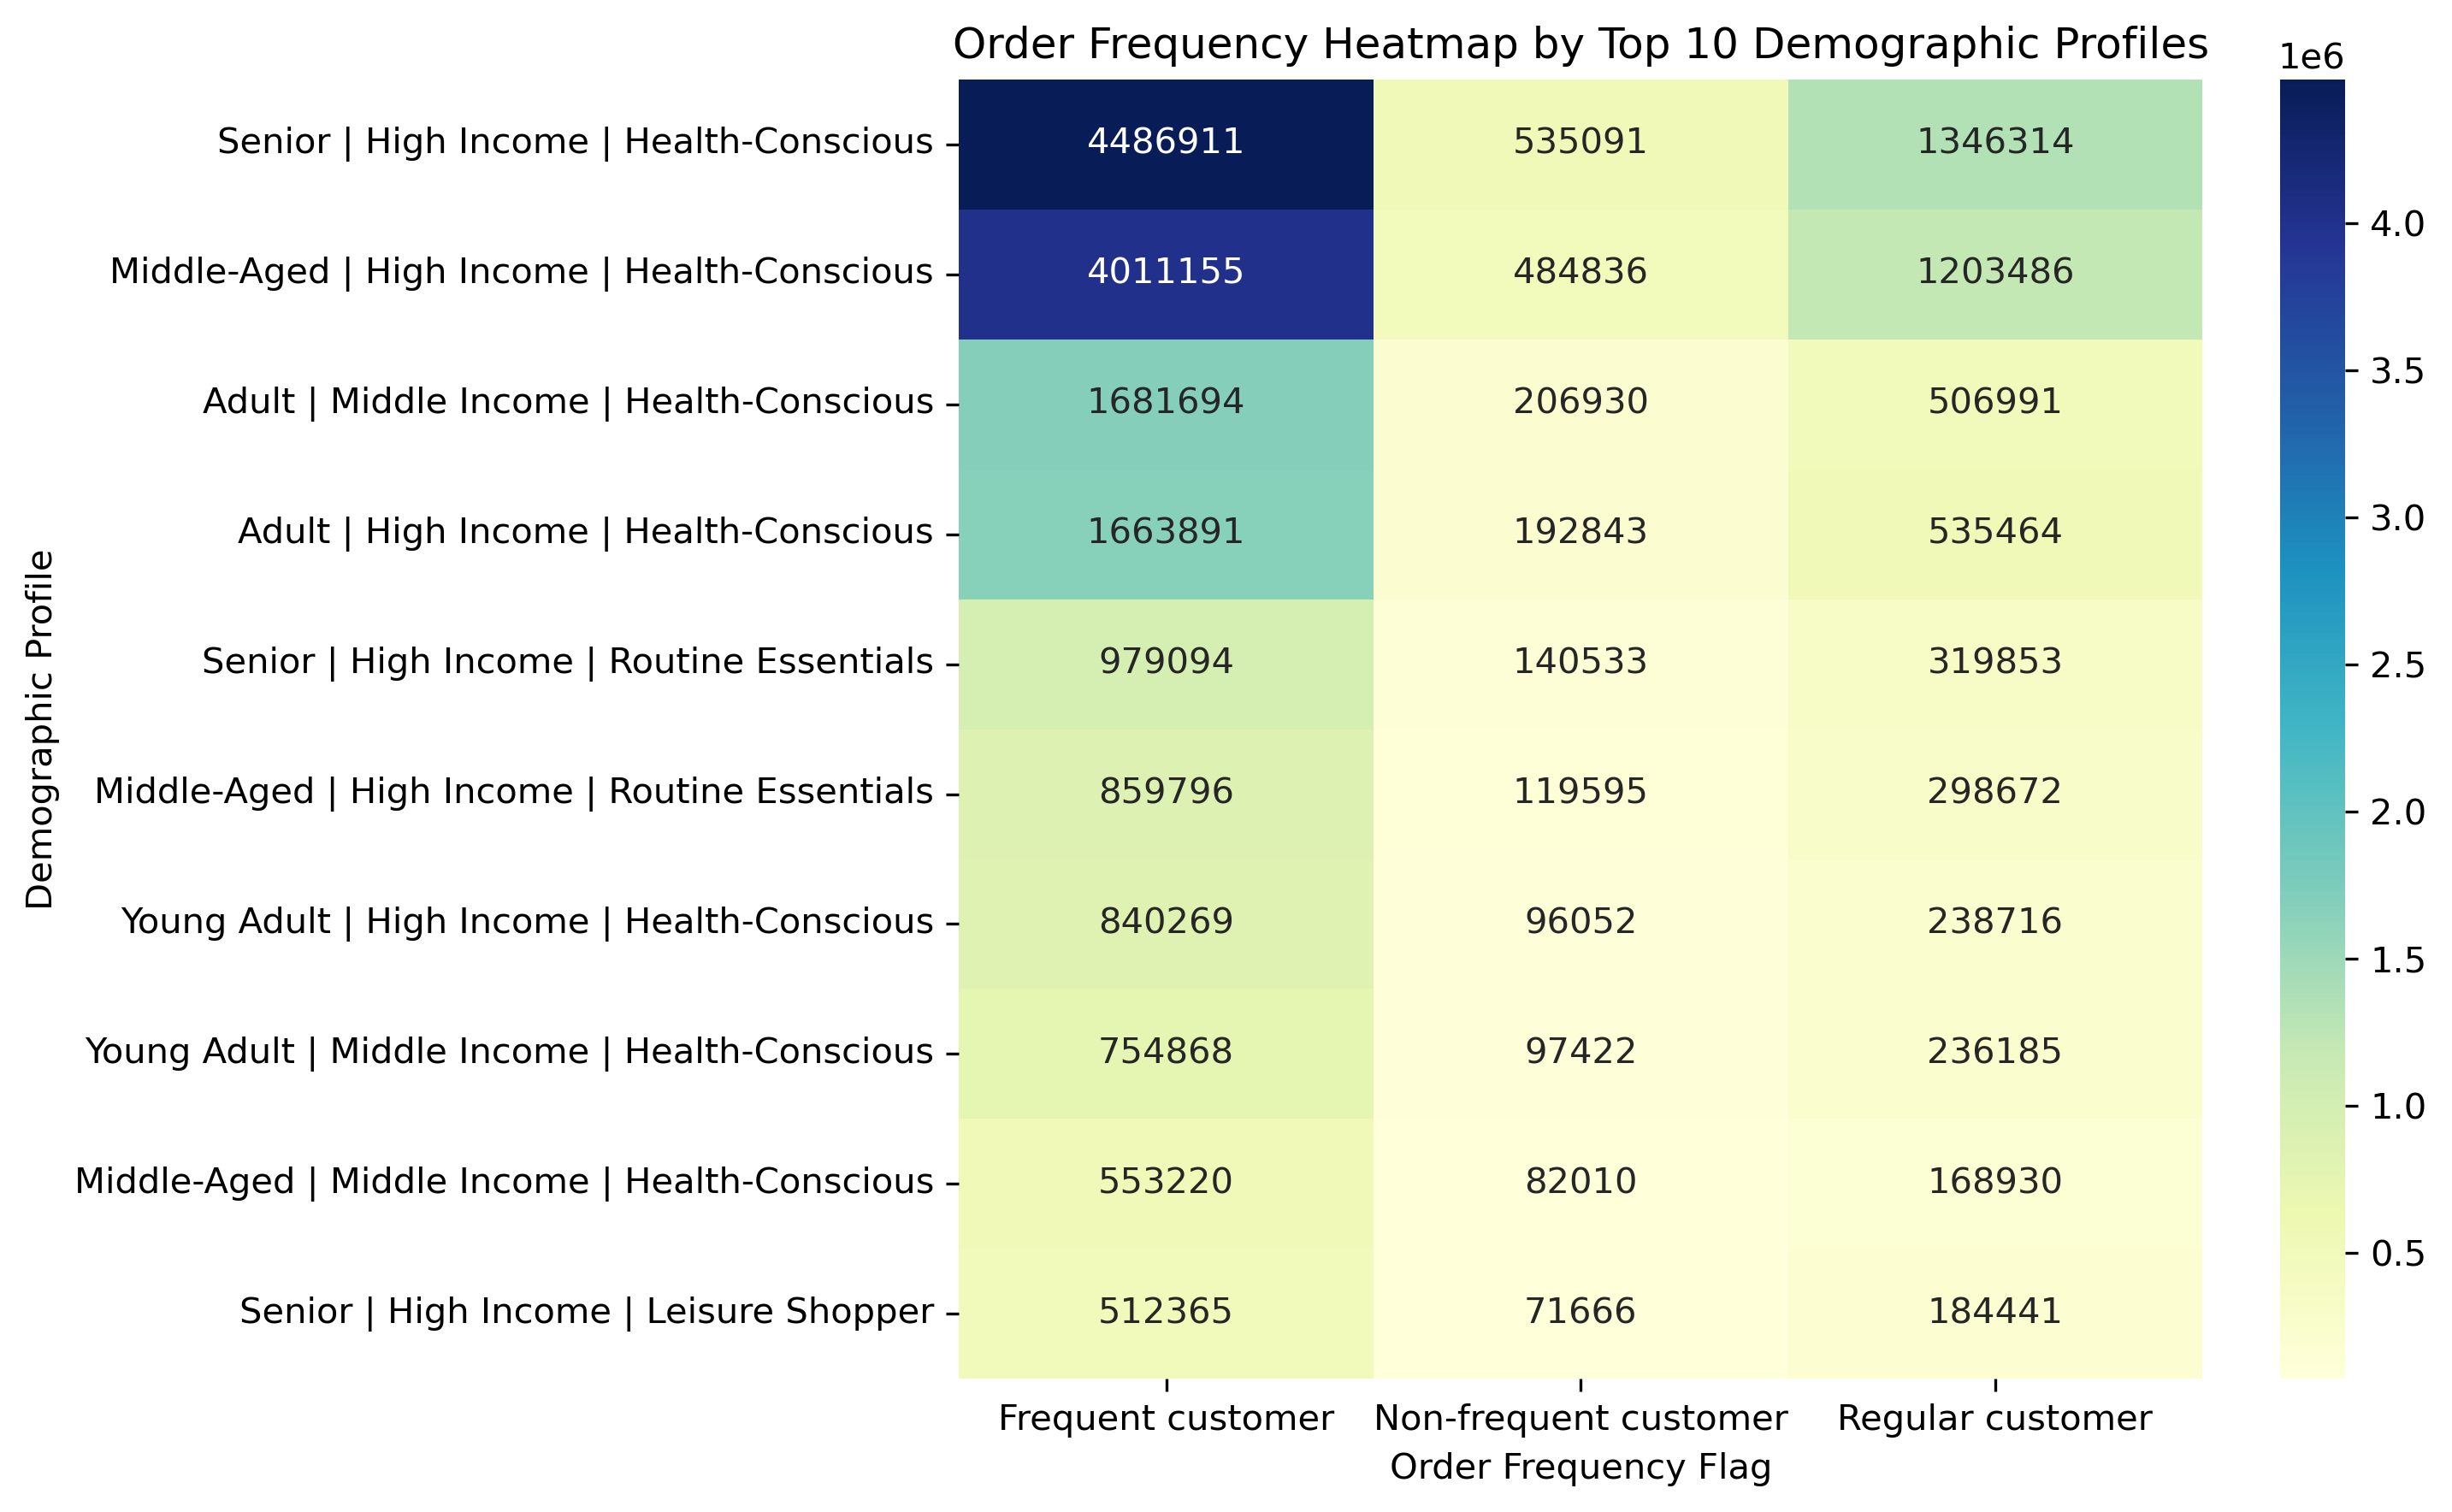 Order Frequency Heatmap by Top 10 Demographic Profiles
1e6
Senior | High Income | Health-Conscious 4486911 535091 1346314
Middle-Aged | High Income | Health-Conscious 4011155 484836 1203486
Adult | Middle Income | Health-Conscious 1681694 206930 506991
Adult | High Income | Health-Conscious 1663891 192843 535464
Senior | High Income | Routine Essentials 979094 140533 319853
Middle-Aged | High Income | Routine Essentials 859796 119595 298672
Young Adult | High Income | Health-Conscious 840269 96052 238716
Young Adult | Middle Income | Health-Conscious 754868 97422 236185
Middle-Aged | Middle Income | Health-Conscious 553220 82010 168930
Senior | High Income | Leisure Shopper 512365 71666 184441
Demographic Profile
Frequent customer Non-frequent customer Regular customer
Order Frequency Flag
4.0
3.5
3.0
2.5
2.0
1.5
1.0
0.5